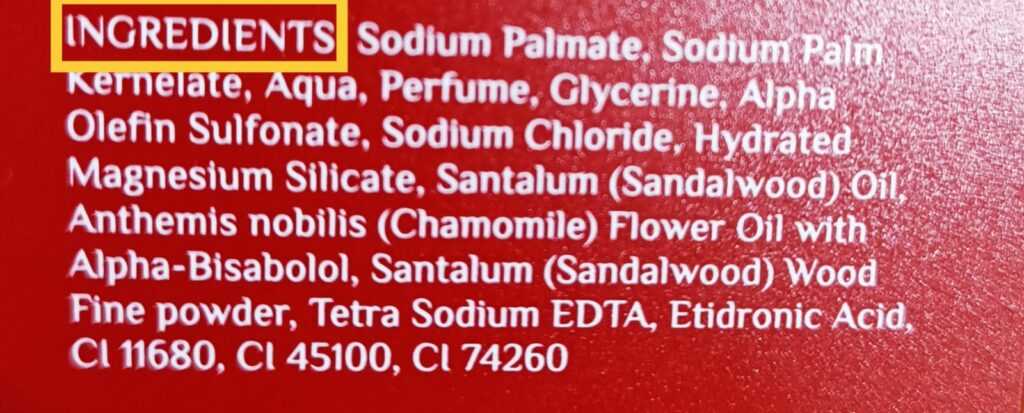 INGREDIENTS Sodium Palmate, Sodium Palm
Kernelate, Aqua, Perfume, Glycerine, Alpha
Olefin Sulfonate, Sodium Chloride, Hydrated
Magnesium Silicate, Santalum (Sandalwood) Oil,
Anthemis nobilis (Chamomile) Flower Oil with
Alpha-Bisabolol, Santalum (Sandalwood) Wood
Fine powder, Tetra Sodium EDTA, Etidronic Acid,
CI 11680, CI 45100, CI 74260